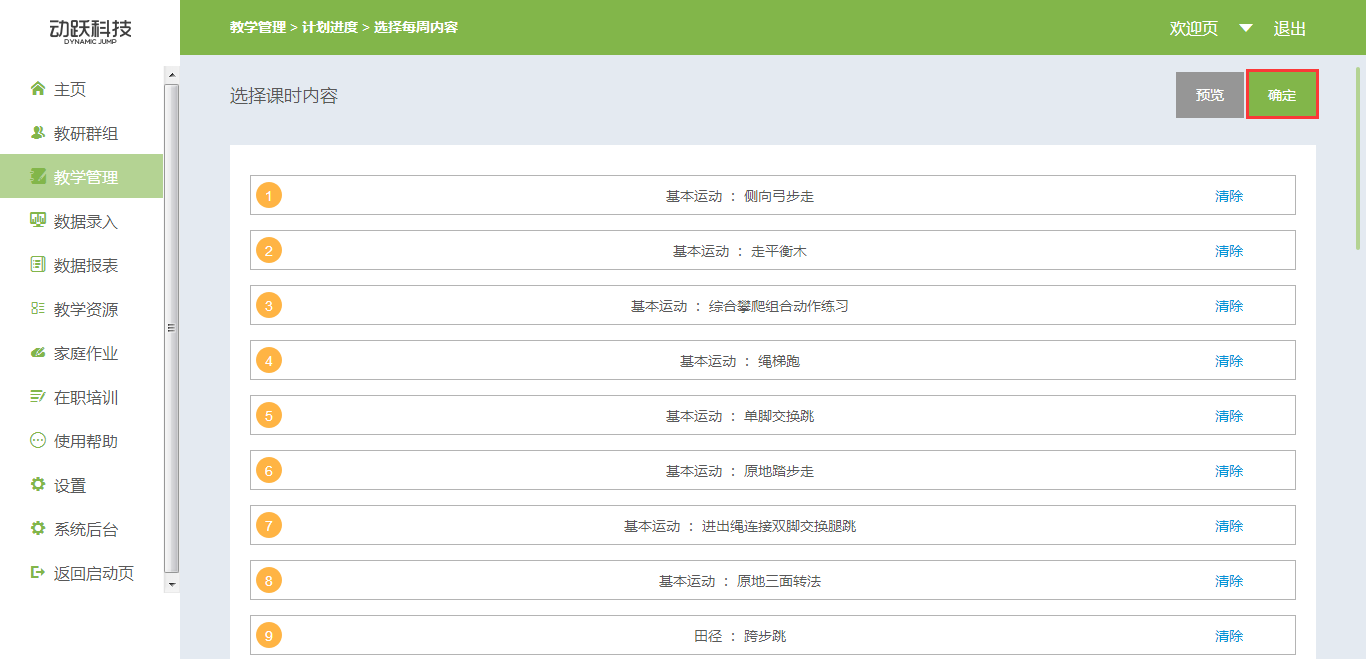 动跃科技
DYNAMIC JUMP
主页
教研群组
教学管理
数据录入
数据报表
教学资源
家庭作业
在职培训
使用帮助
设置
系统后台
返回启动页
教学管理 > 计划进度 > 选择每周内容
欢迎页 退出
选择课时内容
预览 确定
1 基本运动 ： 侧向弓步走 清除
2 基本运动 ： 走平衡木 清除
3 基本运动 ： 综合攀爬组合动作练习 清除
4 基本运动 ： 绳梯跑 清除
5 基本运动 ： 单脚交换跳 清除
6 基本运动 ： 原地踏步走 清除
7 基本运动 ： 进出绳连接双脚交换腿跳 清除
8 基本运动 ： 原地三面转法 清除
9 田径 ： 跨步跳 清除